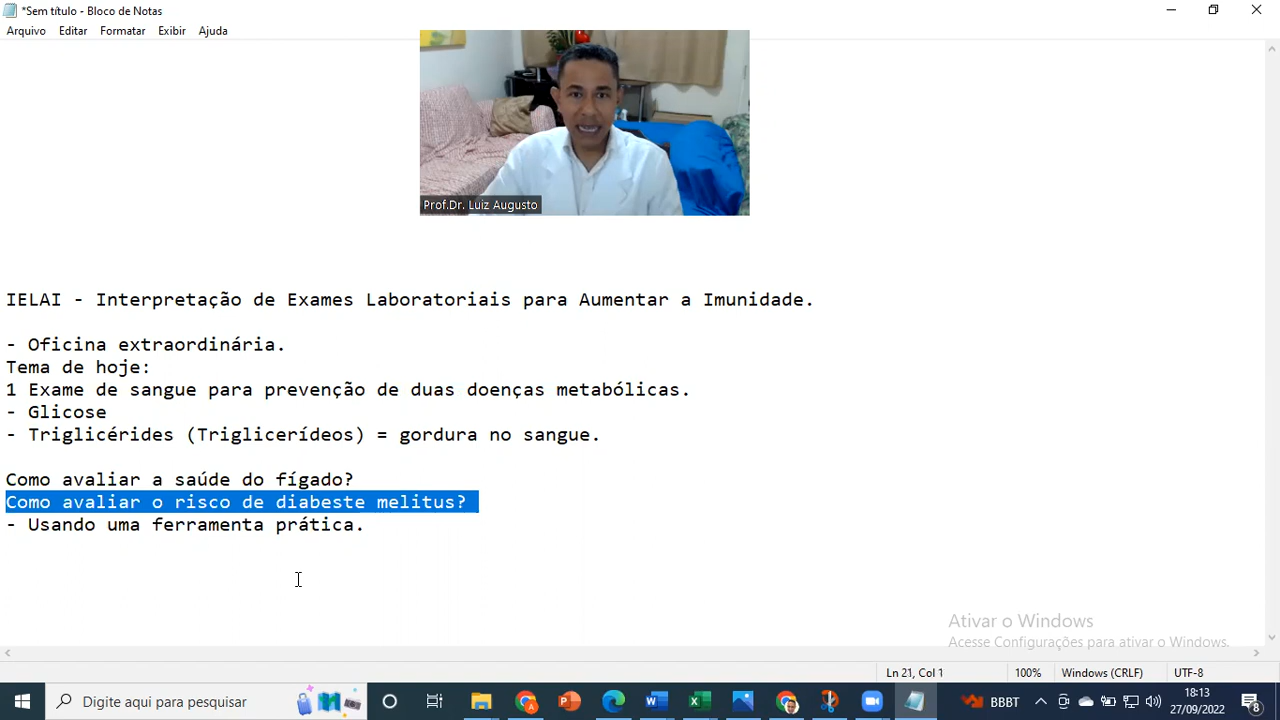 *Sem título - Bloco de Notas
Arquivo Editar Formatar Exibir Ajuda
Prof.Dr. Luiz Augusto
IELAI - Interpretação de Exames Laboratoriais para Aumentar a Imunidade.
- Oficina extraordinária.
Tema de hoje:
1 Exame de sangue para prevenção de duas doenças metabólicas.
- Glicose
- Triglicérides (Triglicerídeos) = gordura no sangue.
Como avaliar a saúde do fígado?
Como avaliar o risco de diabeste melitus?
- Usando uma ferramenta prática.
Ativar o Windows
Acesse Configurações para ativar o Windows.
Ln 21, Col 1 100% Windows (CRLF) UTF-8
Digite aqui para pesquisar
BBBT
18:13
27/09/2022
8